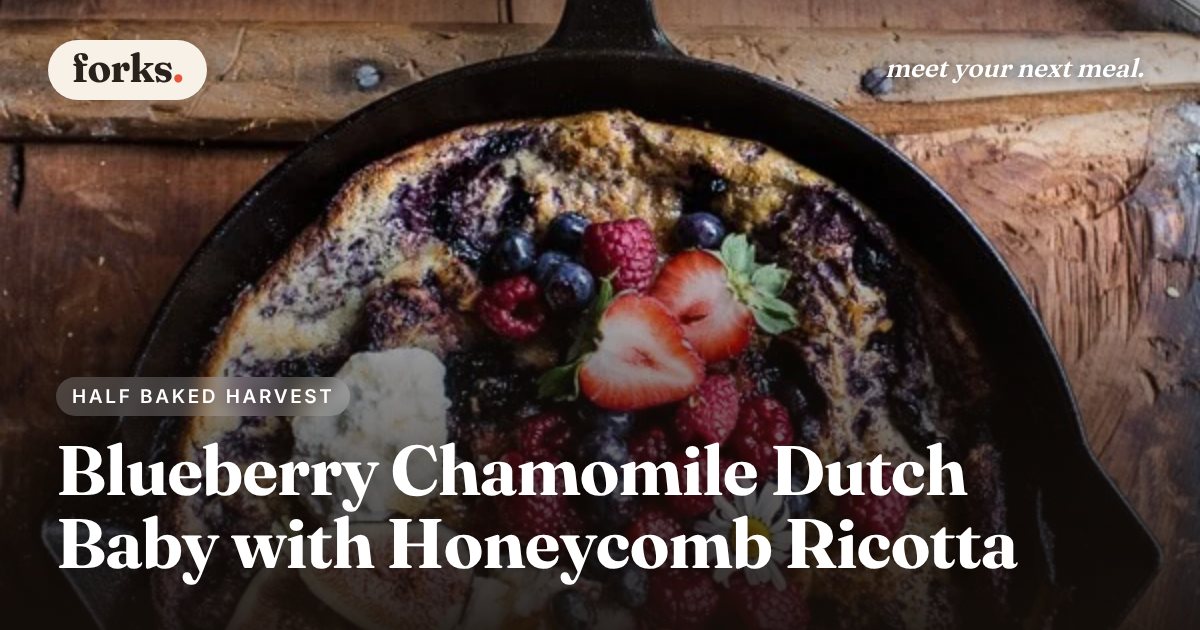 forks.
meet your next meal.
HALF BAKED HARVEST
Blueberry Chamomile Dutch
Baby with Honeycomb Ricotta